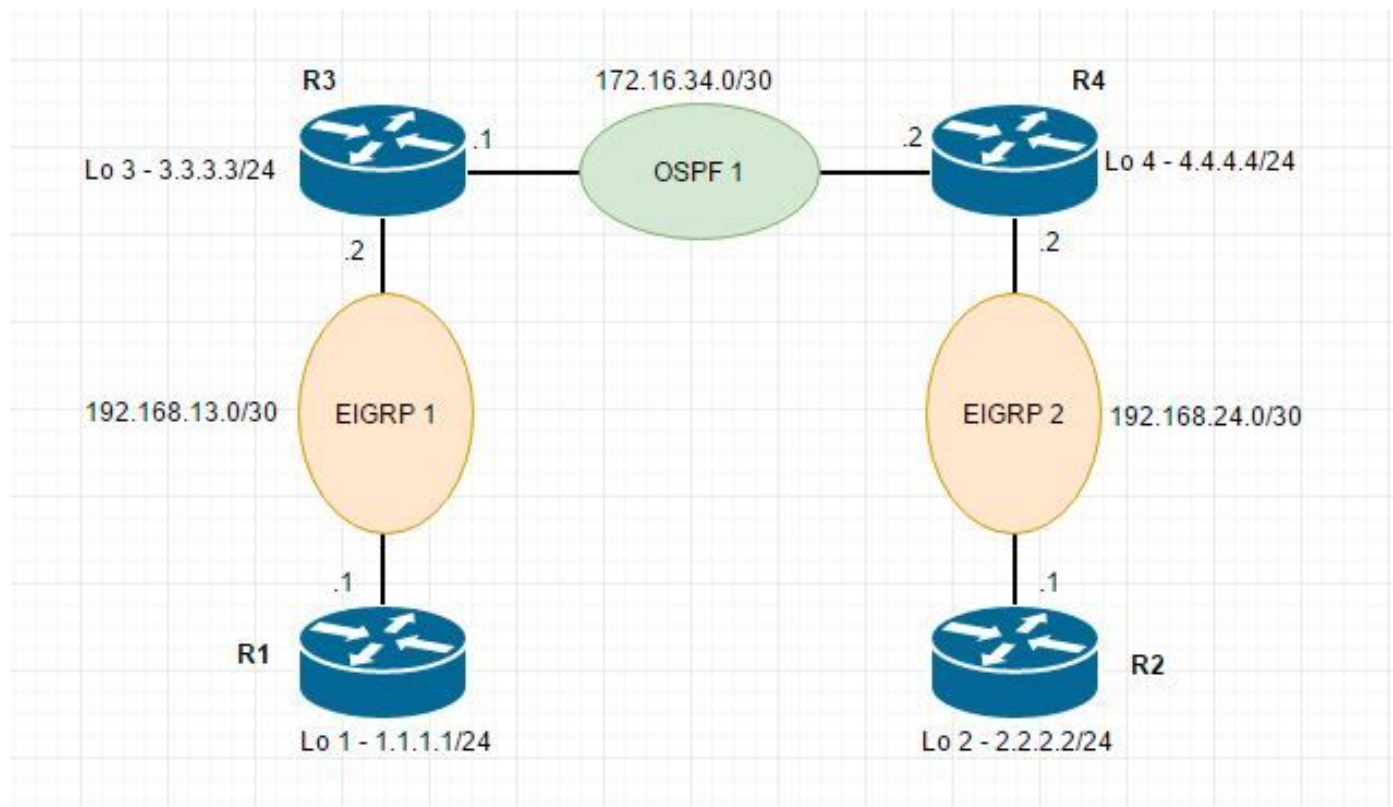 R3
172.16.34.0/30
R4
.1
.2
Lo 3 - 3.3.3.3/24
OSPF 1
Lo 4 - 4.4.4.4/24
.2
.2
192.168.13.0/30
EIGRP 1
EIGRP 2
192.168.24.0/30
.1
.1
R1
R2
Lo 1 - 1.1.1.1/24
Lo 2 - 2.2.2.2/24